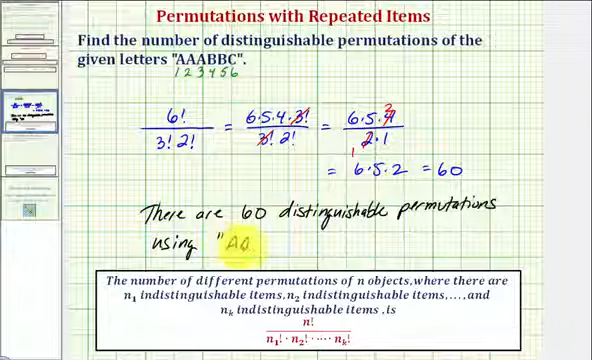 Permutations with Repeated Items
Find the number of distinguishable permutations of the
given letters "AAABBC".
1 2 3 4 5 6
6! / 3! 2! = 6·5·4·3! / 3! 2! = 6·5·4 2 / 2·1 1
= 6·5·2 = 60
There are 60 distinguishable permutations
using "AA
The number of different permutations of n objects, where there are
n₁ indistinguishable items, n₂ indistinguishable items,...., and
nₖ indistinguishable items, is
n!
n₁! · n₂! · ···· nₖ!